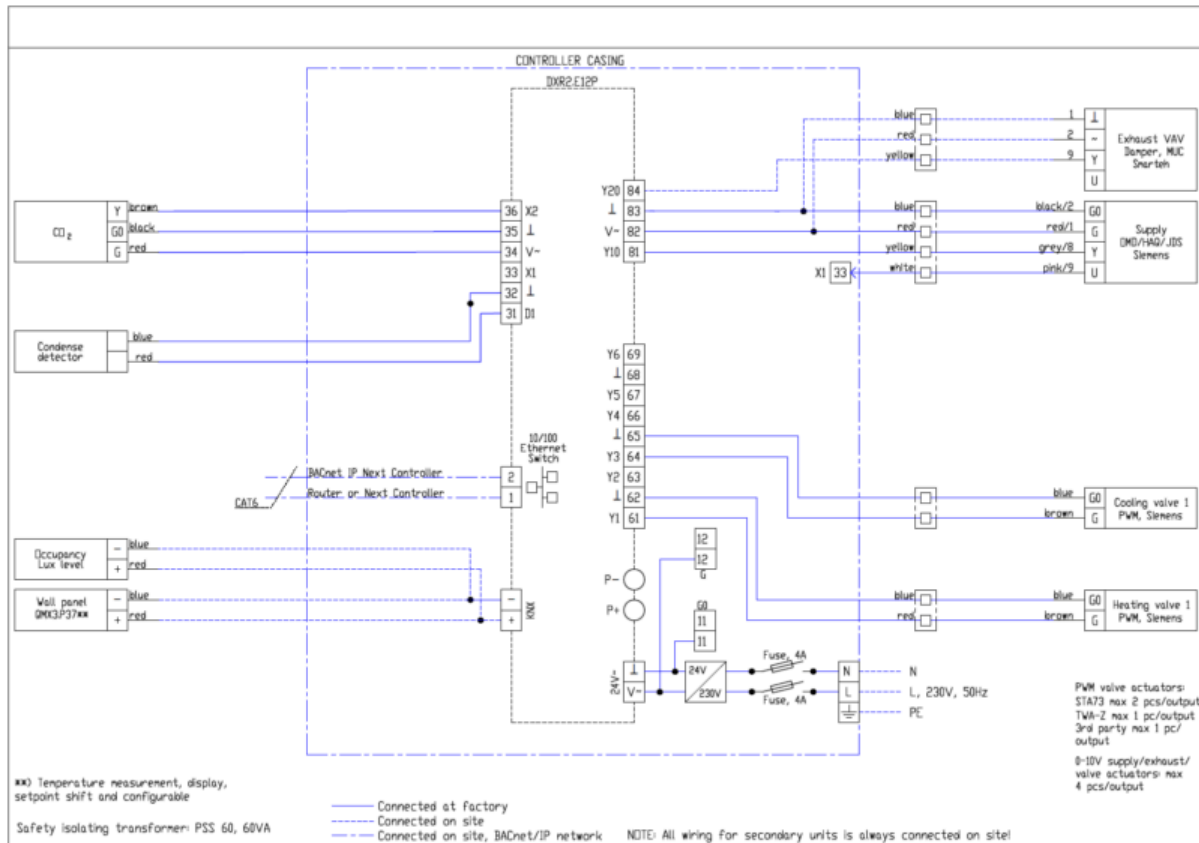 CONTROLLER CASING
DXR2.E12P
CO2
Y brown
G0 black
G red
36 X2
35 ⊥
34 V~
33 X1
32 ⊥
31 D1
Condense
detector
blue
red
10/100
Ethernet
Switch
BACnet IP Next Controller
Router or Next Controller
CAT6
2
1
Occupancy
Lux level
- blue
+ red
Wall panel
QMX3.P37**
- blue
+ red
-
+
KNX
Y20 84
⊥ 83
V~ 82
Y10 81
Y6 69
⊥ 68
Y5 67
Y4 66
⊥ 65
Y3 64
Y2 63
⊥ 62
Y1 61
P-
P+
12
12
G
G0
11
11
24V~
⊥
V~
24V
230V
Fuse, 4A
Fuse, 4A
N
L
N
L, 230V, 50Hz
PE
blue
red
yellow
1 ⊥
2 ~
9 Y
U
Exhaust VAV
Damper, MUC
Smarteh
blue
red
yellow
white
X1 33
black/2 G0
red/1 G
grey/8 Y
pink/9 U
Supply
Siemens
blue G0
brown G
Cooling valve 1
PWM, Siemens
blue
red
blue G0
brown G
Heating valve 1
PWM, Siemens
PWM valve actuators:
STA73 max 2 pcs/output
TWA-Z max 1 pc/output
3rd party max 1 pc/
output
0-10V supply/exhaust/
valve actuators: max
4 pcs/output
**) Temperature measurement, display,
setpoint shift and configurable
Safety isolating transformer: PSS 60, 60VA
Connected at factory
Connected on site
Connected on site, BACnet/IP network
NOTE: All wiring for secondary units is always connected on site!